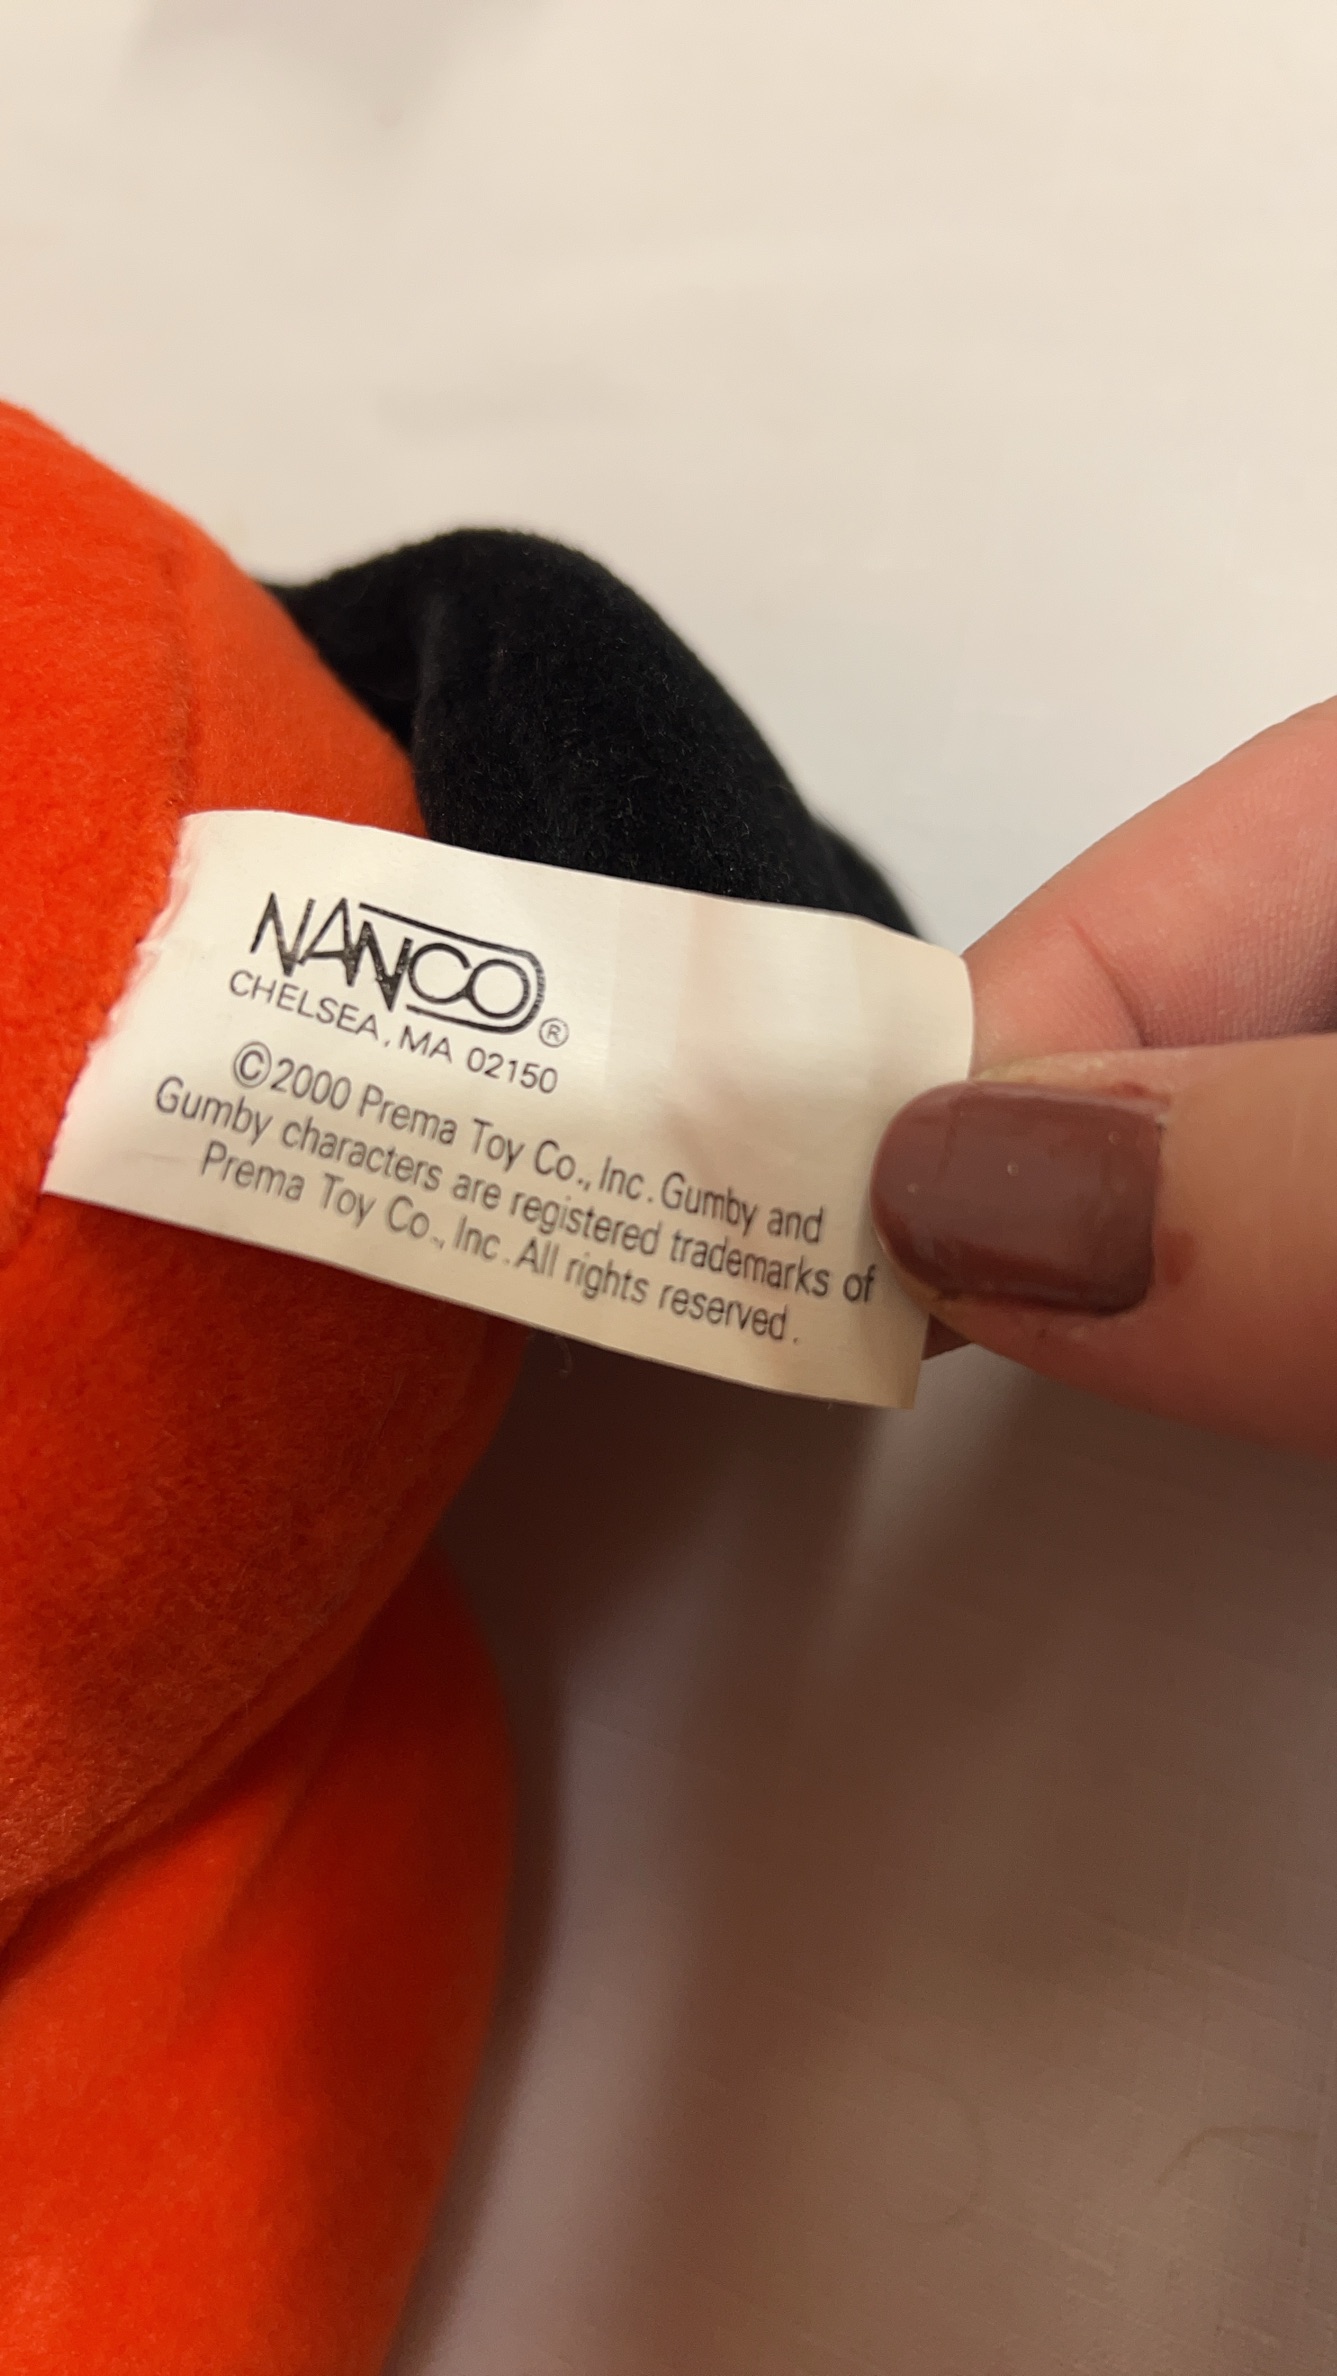 NANCO®
CHELSEA, MA 02150
©2000 Prema Toy Co., Inc. Gumby and
Gumby characters are registered trademarks of
Prema Toy Co., Inc. All rights reserved.